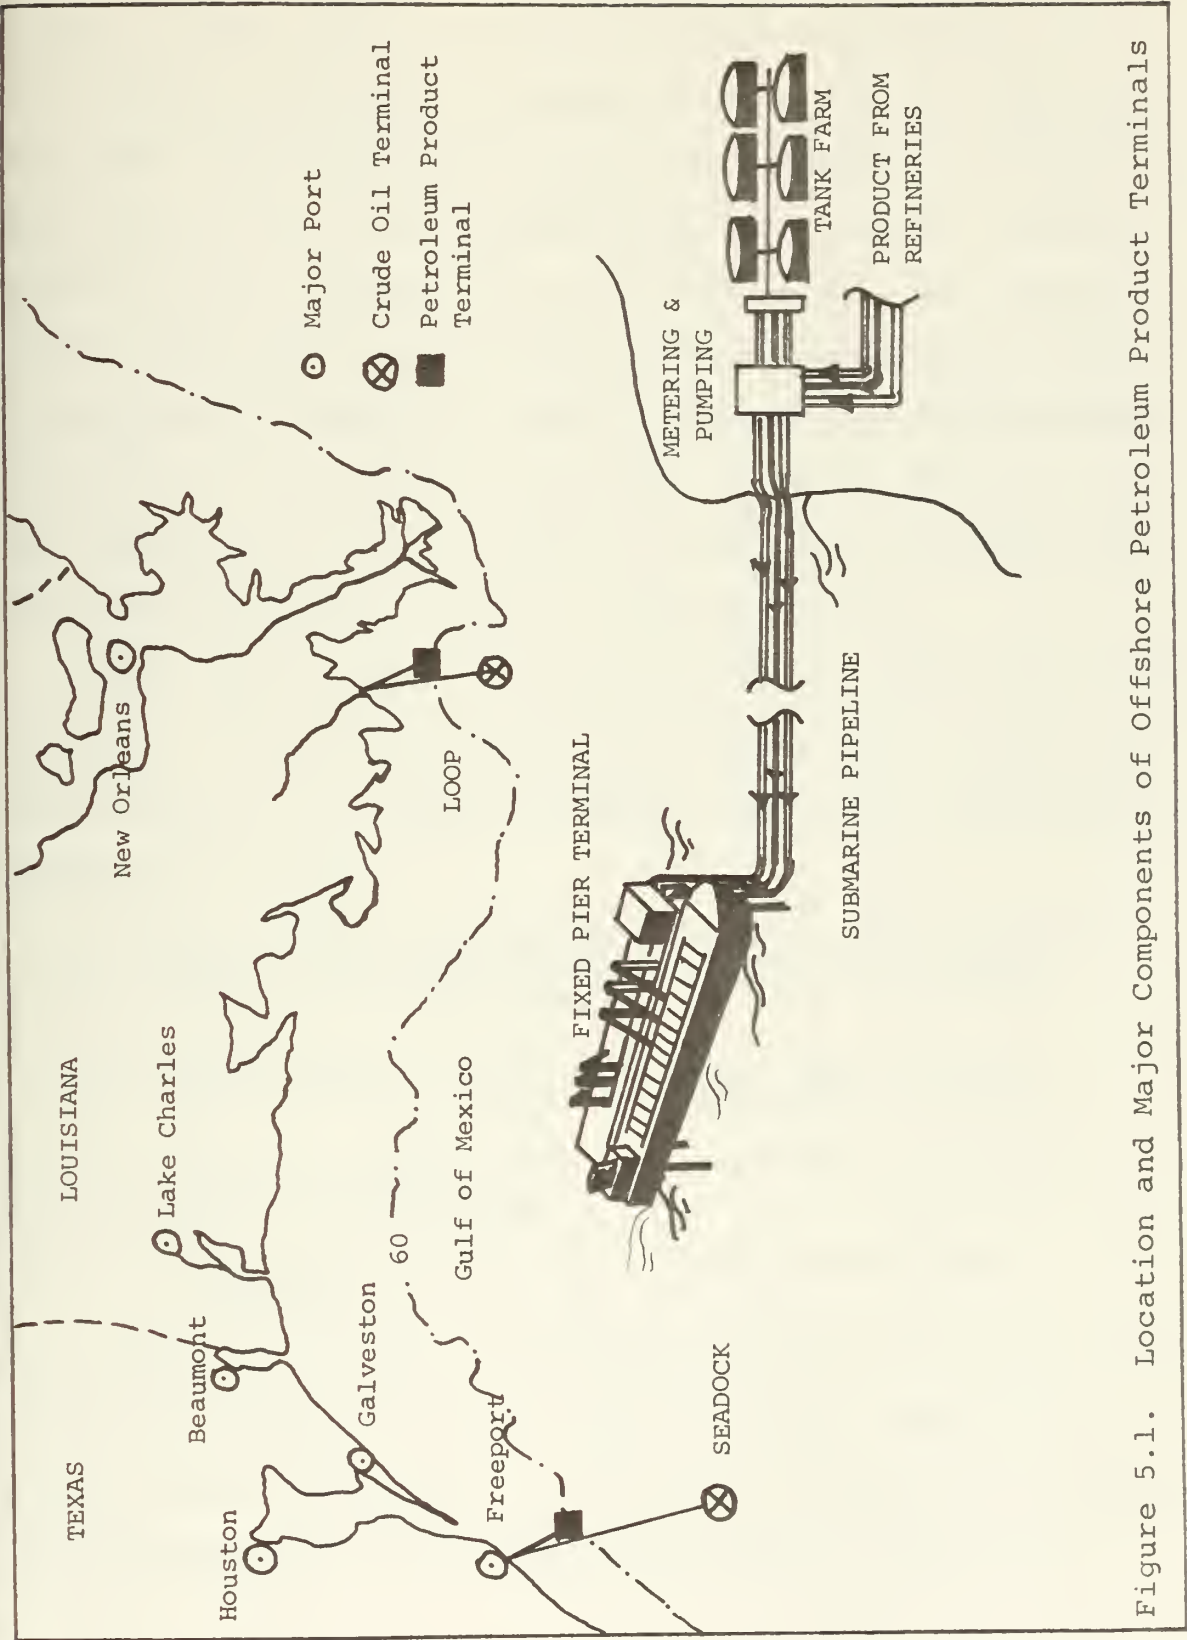 TEXAS
LOUISIANA
Houston
Beaumont
Lake Charles
New Orleans
Galveston
Freeport
60
Gulf of Mexico
LOOP
SEADOCK
Major Port
Crude Oil Terminal
Petroleum Product
Terminal
FIXED PIER TERMINAL
SUBMARINE PIPELINE
METERING &
PUMPING
TANK FARM
PRODUCT FROM
REFINERIES
Figure 5.1. Location and Major Components of Offshore Petroleum Product Terminals